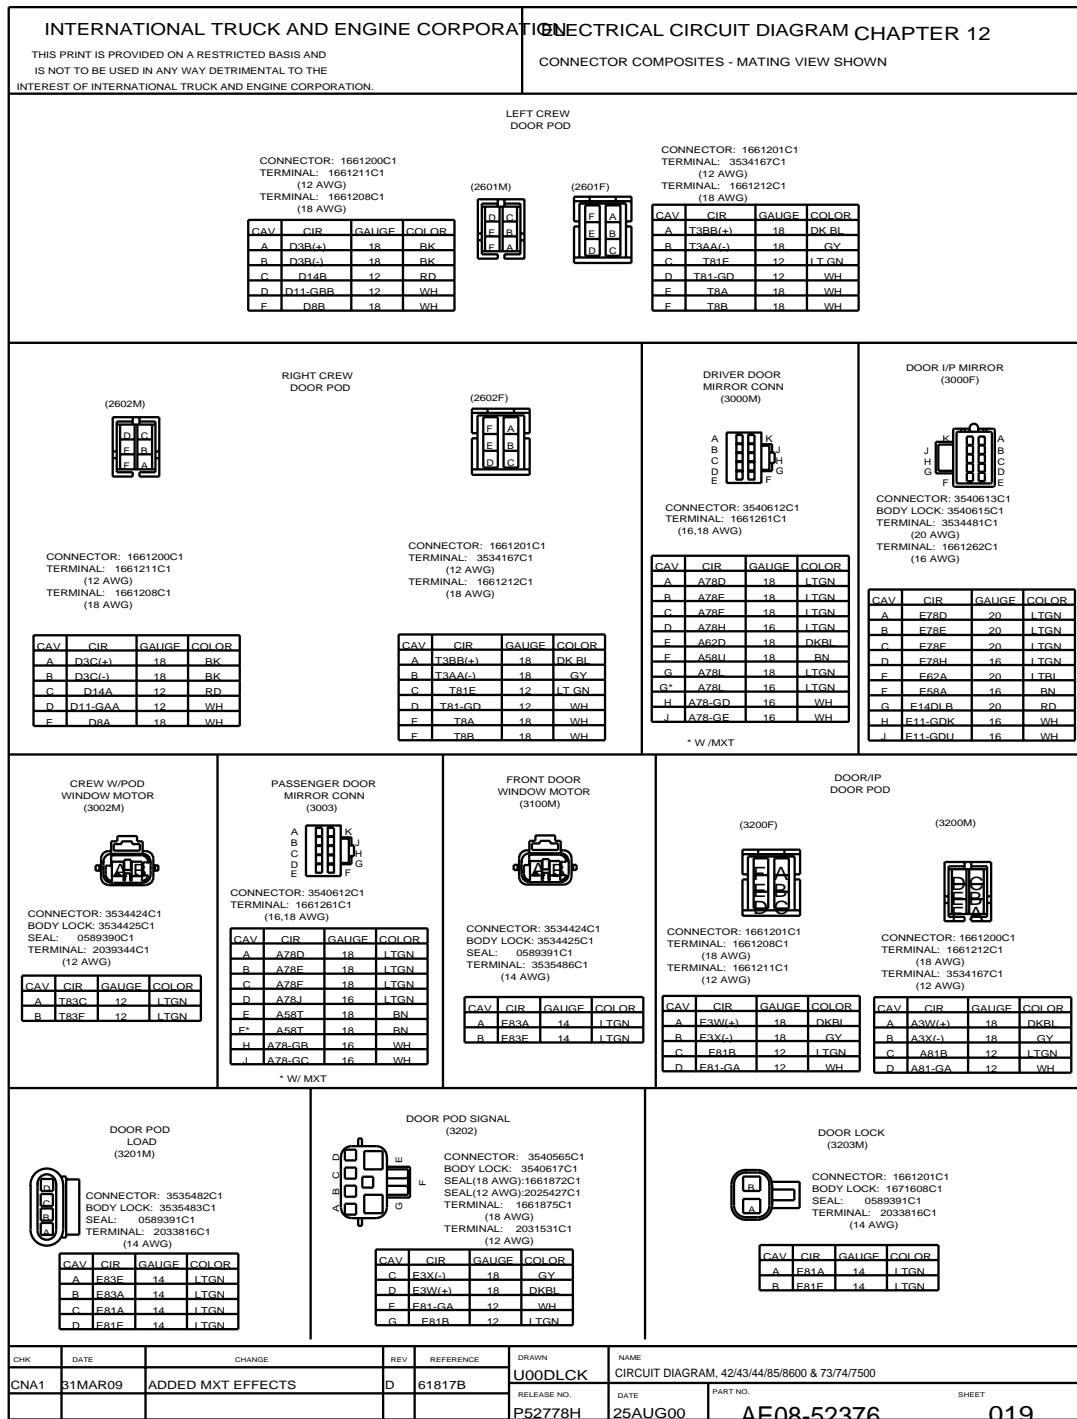 INTERNATIONAL TRUCK AND ENGINE CORPORATION
THIS PRINT IS PROVIDED ON A RESTRICTED BASIS AND
IS NOT TO BE USED IN ANY WAY DETRIMENTAL TO THE
INTEREST OF INTERNATIONAL TRUCK AND ENGINE CORPORATION.
ELECTRICAL CIRCUIT DIAGRAM CHAPTER 12
CONNECTOR COMPOSITES - MATING VIEW SHOWN
LEFT CREW
DOOR POD
CONNECTOR: 1661200C1
TERMINAL: 1661211C1
(12 AWG)
TERMINAL: 1661208C1
(18 AWG)
CAV CIR GAUGE COLOR
A D3B(+) 18 BK
B D3B(-) 18 BK
C D14B 12 RD
D D11-GBB 12 WH
F D8B 18 WH
(2601M)
D C
E B
F A
(2601F)
F A
E B
D C
CONNECTOR: 1661201C1
TERMINAL: 3534167C1
(12 AWG)
TERMINAL: 1661212C1
(18 AWG)
CAV CIR GAUGE COLOR
A T3BB(+) 18 DK BL
B T3AA(-) 18 GY
C T81E 12 LT GN
D T81-GD 12 WH
E T8A 18 WH
F T8B 18 WH
RIGHT CREW
DOOR POD
(2602M)
D C
E B
F A
CONNECTOR: 1661200C1
TERMINAL: 1661211C1
(12 AWG)
TERMINAL: 1661208C1
(18 AWG)
CAV CIR GAUGE COLOR
A D3C(+) 18 BK
B D3C(-) 18 BK
C D14A 12 RD
D D11-GAA 12 WH
F D8A 18 WH
(2602F)
F A
E B
D C
CONNECTOR: 1661201C1
TERMINAL: 3534167C1
(12 AWG)
TERMINAL: 1661212C1
(18 AWG)
CAV CIR GAUGE COLOR
A T3BB(+) 18 DK BL
B T3AA(-) 18 GY
C T81E 12 LT GN
D T81-GD 12 WH
E T8A 18 WH
F T8B 18 WH
DRIVER DOOR
MIRROR CONN
(3000M)
A K
B J
C H
D G
E F
CONNECTOR: 3540612C1
TERMINAL: 1661261C1
(16,18 AWG)
CAV CIR GAUGE COLOR
A A78D 18 LTGN
B A78E 18 LTGN
C A78F 18 LTGN
D A78H 16 LTGN
E A62D 18 DKBL
F A58U 18 BN
G A78L 18 LTGN
G* A78L 16 LTGN
H A78-GD 16 WH
J A78-GE 16 WH
* W /MXT
DOOR I/P MIRROR
(3000F)
K A
J B
H C
G D
F E
CONNECTOR: 3540613C1
BODY LOCK: 3540615C1
TERMINAL: 3534481C1
(20 AWG)
TERMINAL: 1661262C1
(16 AWG)
CAV CIR GAUGE COLOR
A E78D 20 LTGN
B E78E 20 LTGN
C E78F 20 LTGN
D E78H 16 LTGN
E E62A 20 LTBL
F E58A 16 BN
G E14DLB 20 RD
H E11-GDK 16 WH
J E11-GDU 16 WH
CREW W/POD
WINDOW MOTOR
(3002M)
A B
CONNECTOR: 3534424C1
BODY LOCK: 3534425C1
SEAL: 0589390C1
TERMINAL: 2039344C1
(12 AWG)
CAV CIR GAUGE COLOR
A T83C 12 LTGN
B T83F 12 LTGN
PASSENGER DOOR
MIRROR CONN
(3003)
A K
B J
C H
D G
E F
CONNECTOR: 3540612C1
TERMINAL: 1661261C1
(16,18 AWG)
CAV CIR GAUGE COLOR
A A78D 18 LTGN
B A78E 18 LTGN
C A78F 18 LTGN
D A78J 16 LTGN
E A58T 18 BN
F* A58T 18 BN
H A78-GB 16 WH
J A78-GC 16 WH
* W/ MXT
FRONT DOOR
WINDOW MOTOR
(3100M)
A B
CONNECTOR: 3534424C1
BODY LOCK: 3534425C1
SEAL: 0589391C1
TERMINAL: 3535486C1
(14 AWG)
CAV CIR GAUGE COLOR
A E83A 14 LTGN
B E83E 14 LTGN
DOOR/IP
DOOR POD
(3200F)
F A
E B
D C
CONNECTOR: 1661201C1
TERMINAL: 1661208C1
(18 AWG)
TERMINAL: 1661211C1
(12 AWG)
CAV CIR GAUGE COLOR
A E3W(+) 18 DKBL
B E3X(-) 18 GY
C E81B 12 LTGN
D E81-GA 12 WH
(3200M)
D C
E B
F A
CONNECTOR: 1661200C1
TERMINAL: 1661212C1
(18 AWG)
TERMINAL: 3534167C1
(12 AWG)
CAV CIR GAUGE COLOR
A A3W(+) 18 DKBL
B A3X(-) 18 GY
C A81B 12 LTGN
D A81-GA 12 WH
DOOR POD
LOAD
(3201M)
D
C
B
A
CONNECTOR: 3535482C1
BODY LOCK: 3535483C1
SEAL: 0589391C1
TERMINAL: 2033816C1
(14 AWG)
CAV CIR GAUGE COLOR
A E83E 14 LTGN
B E83A 14 LTGN
C E81A 14 LTGN
D E81E 14 LTGN
DOOR POD SIGNAL
(3202)
D E
C
B F
A G
CONNECTOR: 3540565C1
BODY LOCK: 3540617C1
SEAL(18 AWG):1661872C1
SEAL(12 AWG):2025427C1
TERMINAL: 1661875C1
(18 AWG)
TERMINAL: 2031531C1
(12 AWG)
CAV CIR GAUGE COLOR
C E3X(-) 18 GY
D E3W(+) 18 DKBL
E E81-GA 12 WH
G E81B 12 LTGN
DOOR LOCK
(3203M)
B
A
CONNECTOR: 1661201C1
BODY LOCK: 1671608C1
SEAL: 0589391C1
TERMINAL: 2033816C1
(14 AWG)
CAV CIR GAUGE COLOR
A E81A 14 LTGN
B E81E 14 LTGN
CHK DATE CHANGE REV REFERENCE
CNA1 31MAR09 ADDED MXT EFFECTS D 61817B
DRAWN
U00DLCK
NAME
CIRCUIT DIAGRAM, 42/43/44/85/8600 & 73/74/7500
RELEASE NO.
P52778H
DATE
25AUG00
PART NO.
AE08-52376
SHEET
019